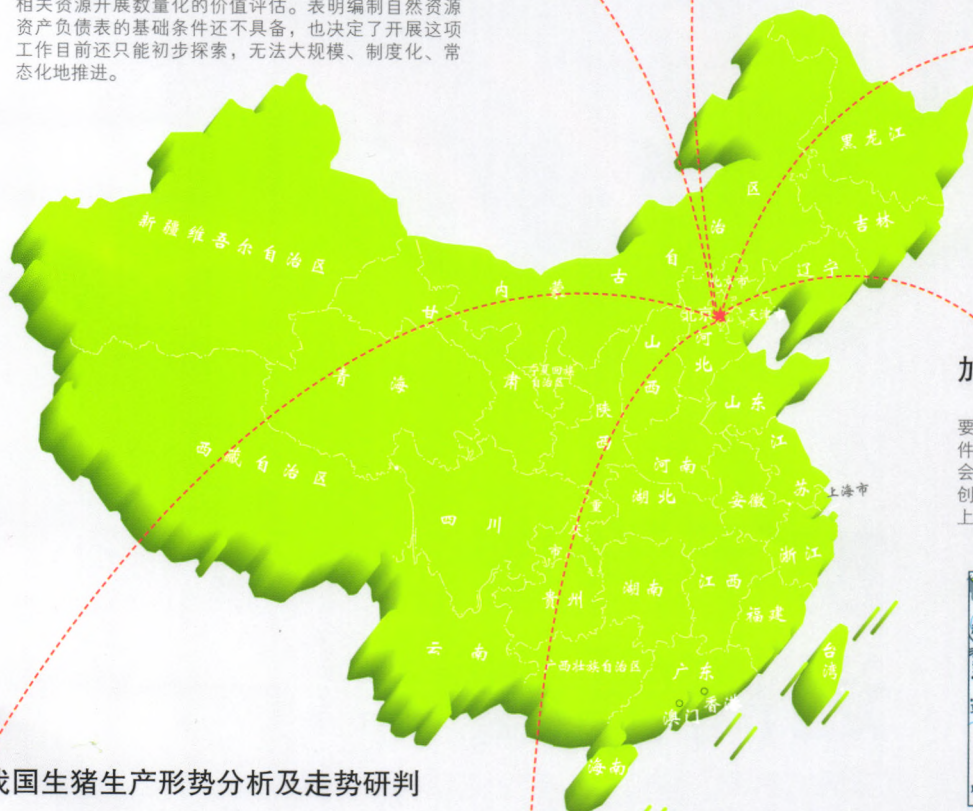 相关资源开展数量化的价值评估。表明编制自然资源
资产负债表的基础条件还不具备，也决定了开展这项
工作目前还只能初步探索，无法大规模、制度化、常
态化地推进。
黑龙江
吉林
辽宁
内蒙古自治区
新疆维吾尔自治区
甘肃
北京
天津
河北
山西
宁夏回族
自治区
青海
陕西
山东
西藏自治区
河南
江苏
上海市
安徽
湖北
重庆市
四川
浙江
湖南
江西
贵州
福建
云南
广西壮族自治区
广东
台湾
香港
澳门
海南
加
要
件
会
创
上
我国生猪生产形势分析及走势研判